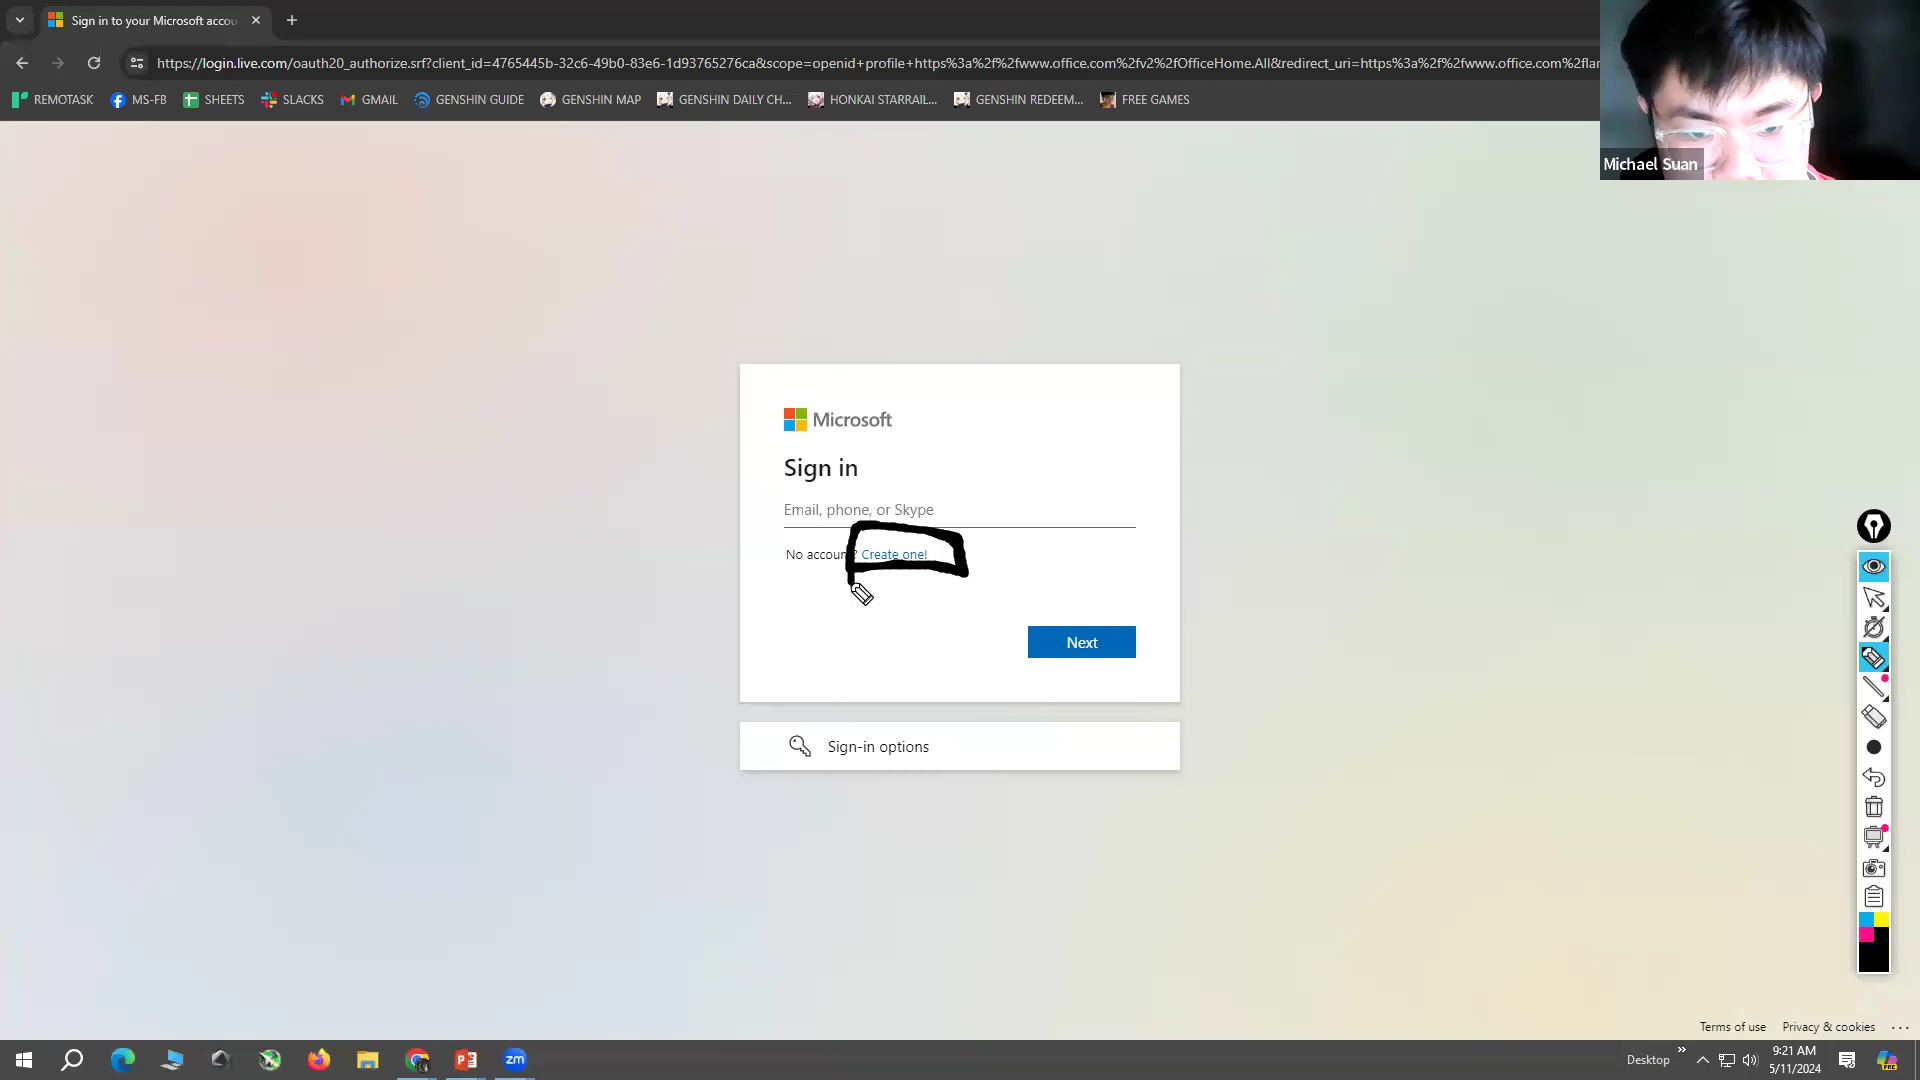 Sign in to your Microsoft accou
https://login.live.com/oauth20_authorize.srf?client_id=4765445b-32c6-49b0-83e6-1d93765276ca&scope=openid+profile+https%3a%2f%2fwww.office.com%2fv2%2fOfficeHome.All&redirect_uri=https%3a%2f%2fwww.office.com%2flan
REMOTASK MS-FB SHEETS SLACKS GMAIL GENSHIN GUIDE GENSHIN MAP GENSHIN DAILY CH... HONKAI STARRAIL... GENSHIN REDEEM... FREE GAMES
Michael Suan
Microsoft
Sign in
Email, phone, or Skype
No account? Create one!
Next
Sign-in options
Terms of use Privacy & cookies ...
zm
Desktop
9:21 AM
5/11/2024
PRE